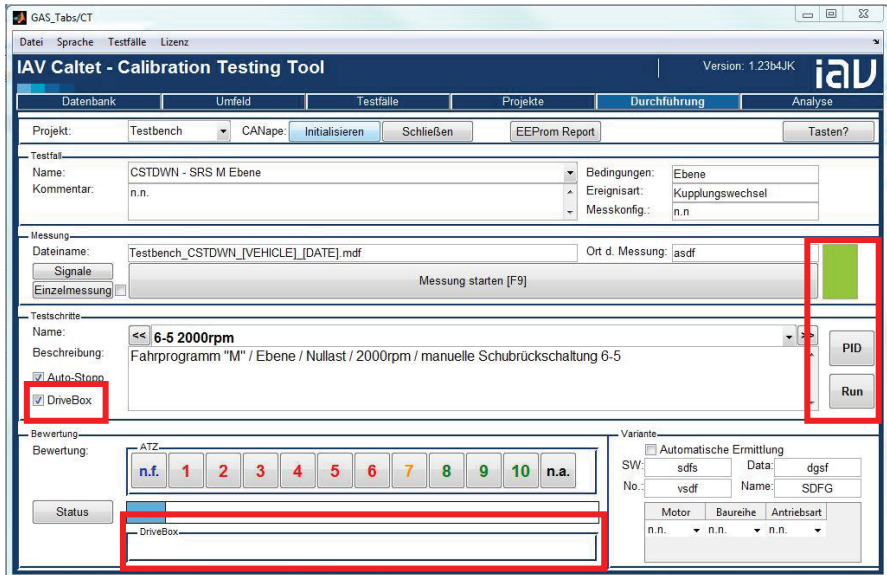 GAS_Tabs/CT
Datei Sprache Testfälle Lizenz
IAV Caltet - Calibration Testing Tool
Version: 1.23b4JK
iav
Datenbank Umfeld Testfälle Projekte Durchführung Analyse
Projekt: Testbench CANape: Initialisieren Schließen EEProm Report Tasten?
Testfall
Name: CSTDWN - SRS M Ebene Bedingungen: Ebene
Kommentar: n.n. Ereignisart: Kupplungswechsel
Messkonfig.: n.n
Messung
Dateiname: Testbench_CSTDWN_[VEHICLE]_[DATE].mdf Ort d. Messung: asdf
Signale
Messung starten [F9]
Einzelmessung
Testschritte
Name: << 6-5 2000rpm >>
Beschreibung: Fahrprogramm "M" / Ebene / Nullast / 2000rpm / manuelle Schubrückschaltung 6-5
PID
Auto-Stopp
DriveBox
Run
Bewertung
Bewertung:
ATZ
n.f. 1 2 3 4 5 6 7 8 9 10 n.a.
Status
DriveBox
Variante
Automatische Ermittlung
SW: sdfs Data: dgsf
No.: vsdf Name: SDFG
Motor Baureihe Antriebsart
n.n. n.n. n.n.